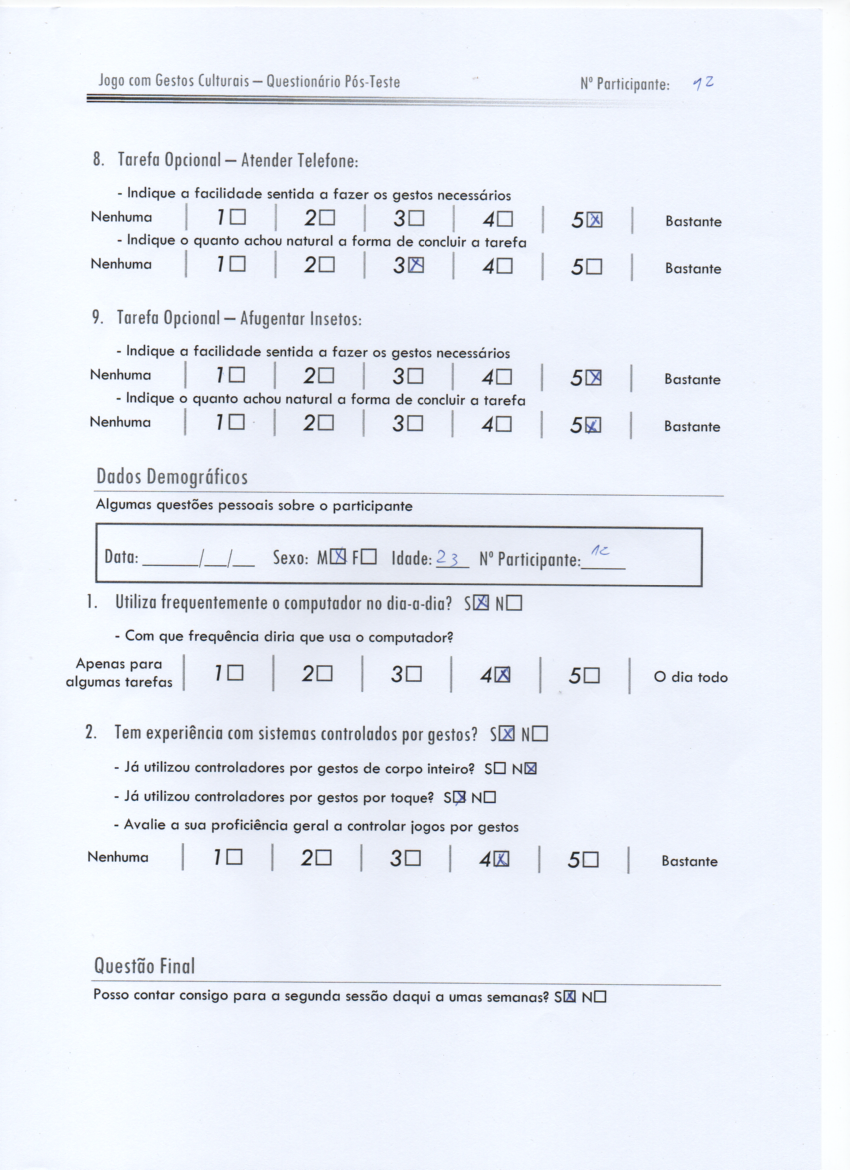 Jogo com Gestos Culturais – Questionário Pós-Teste Nº Participante: 12
8. Tarefa Opcional – Atender Telefone:
- Indique a facilidade sentida a fazer os gestos necessários
Nenhuma | 1☐ | 2☐ | 3☐ | 4☐ | 5☒ | Bastante
- Indique o quanto achou natural a forma de concluir a tarefa
Nenhuma | 1☐ | 2☐ | 3☒ | 4☐ | 5☐ | Bastante
9. Tarefa Opcional – Afugentar Insetos:
- Indique a facilidade sentida a fazer os gestos necessários
Nenhuma | 1☐ | 2☐ | 3☐ | 4☐ | 5☒ | Bastante
- Indique o quanto achou natural a forma de concluir a tarefa
Nenhuma | 1☐ | 2☐ | 3☐ | 4☐ | 5☒ | Bastante
Dados Demográficos
Algumas questões pessoais sobre o participante
Data: ______/__/__ Sexo: M☒ F☐ Idade: 23 Nº Participante: 12
1. Utiliza frequentemente o computador no dia-a-dia? S☒ N☐
- Com que frequência diria que usa o computador?
Apenas para algumas tarefas | 1☐ | 2☐ | 3☐ | 4☒ | 5☐ | O dia todo
2. Tem experiência com sistemas controlados por gestos? S☒ N☐
- Já utilizou controladores por gestos de corpo inteiro? S☐ N☒
- Já utilizou controladores por gestos por toque? S☒ N☐
- Avalie a sua proficiência geral a controlar jogos por gestos
Nenhuma | 1☐ | 2☐ | 3☐ | 4☒ | 5☐ | Bastante
Questão Final
Posso contar consigo para a segunda sessão daqui a umas semanas? S☒ N☐